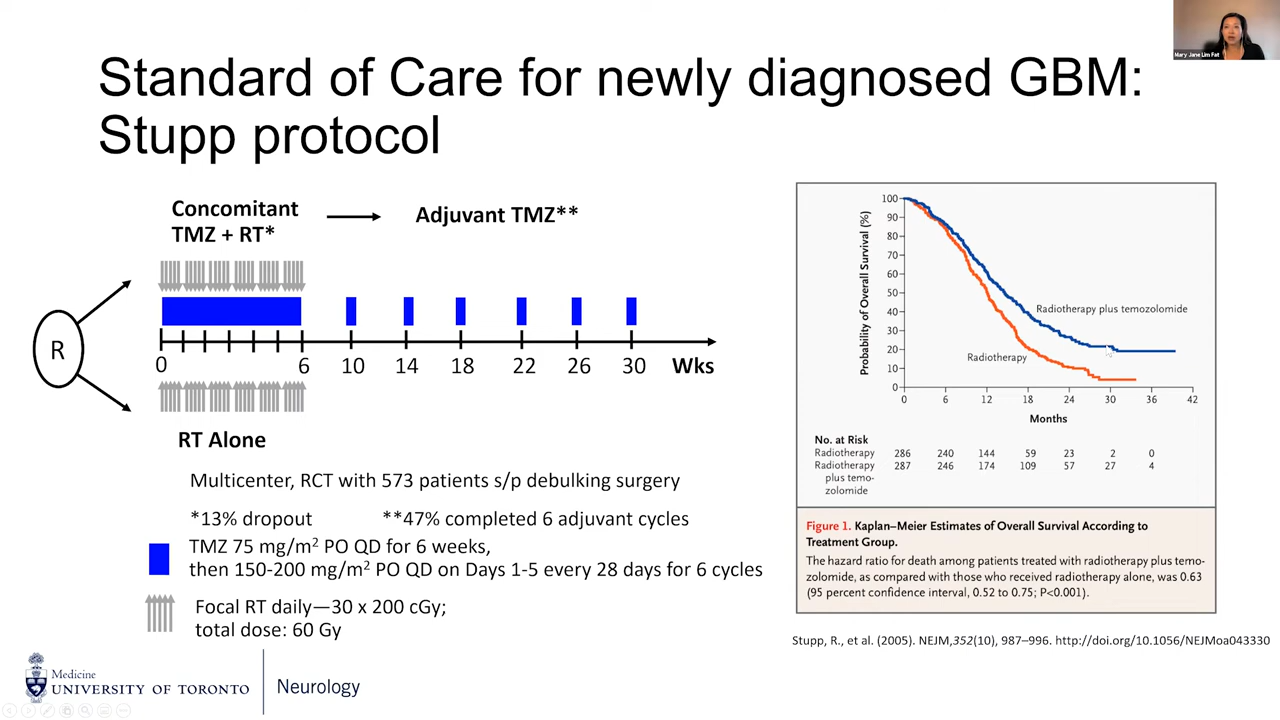 Mary Jane Lim Fat
Standard of Care for newly diagnosed GBM:
Stupp protocol
Concomitant
TMZ + RT*
Adjuvant TMZ**
R
0 6 10 14 18 22 26 30 Wks
RT Alone
Multicenter, RCT with 573 patients s/p debulking surgery
*13% dropout **47% completed 6 adjuvant cycles
TMZ 75 mg/m² PO QD for 6 weeks,
then 150-200 mg/m² PO QD on Days 1-5 every 28 days for 6 cycles
Focal RT daily—30 x 200 cGy;
total dose: 60 Gy
Medicine
UNIVERSITY OF TORONTO
Neurology
Probability of Overall Survival (%)
100
90
80
70
60
50
40
30
20
10
0
Radiotherapy plus temozolomide
Radiotherapy
0 6 12 18 24 30 36 42
Months
No. at Risk
Radiotherapy 286 240 144 59 23 2 0
Radiotherapy 287 246 174 109 57 27 4
plus temo-
zolomide
Figure 1. Kaplan–Meier Estimates of Overall Survival According to
Treatment Group.
The hazard ratio for death among patients treated with radiotherapy plus temo-
zolomide, as compared with those who received radiotherapy alone, was 0.63
(95 percent confidence interval, 0.52 to 0.75; P<0.001).
Stupp, R., et al. (2005). NEJM,352(10), 987–996. http://doi.org/10.1056/NEJMoa043330